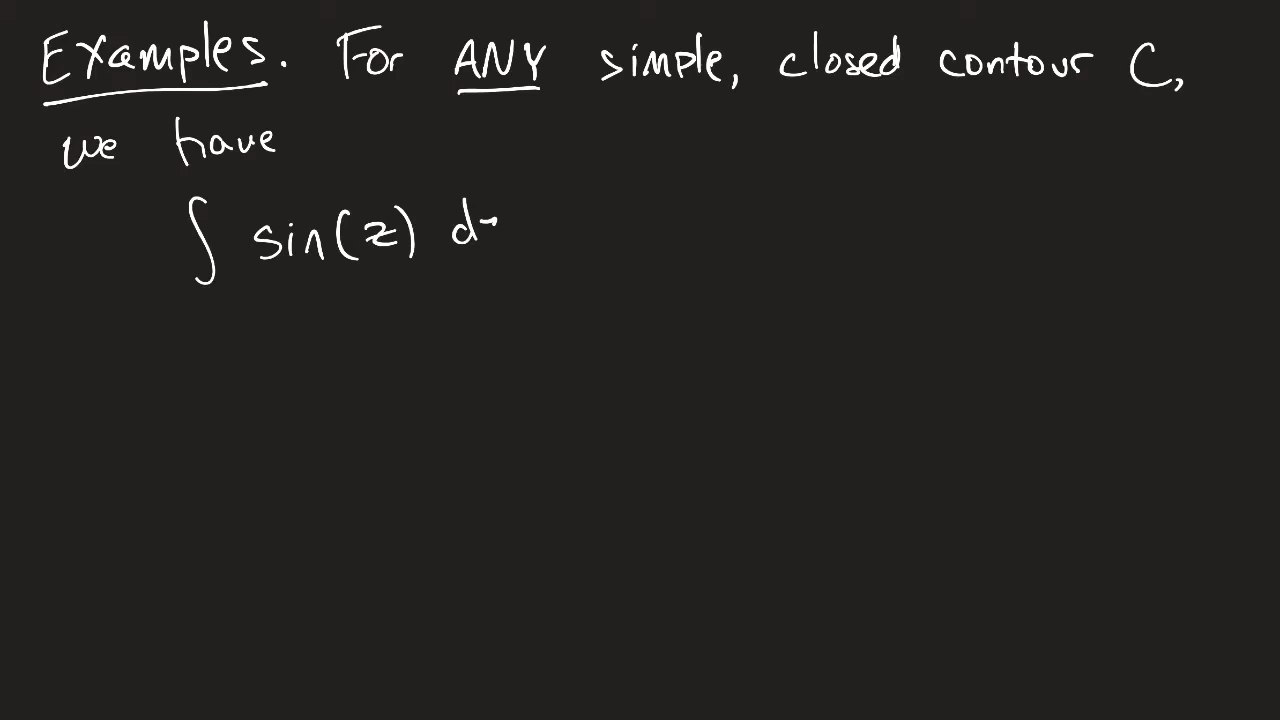 Examples. For ANY simple, closed contour C,
we have
∫ sin(z) d